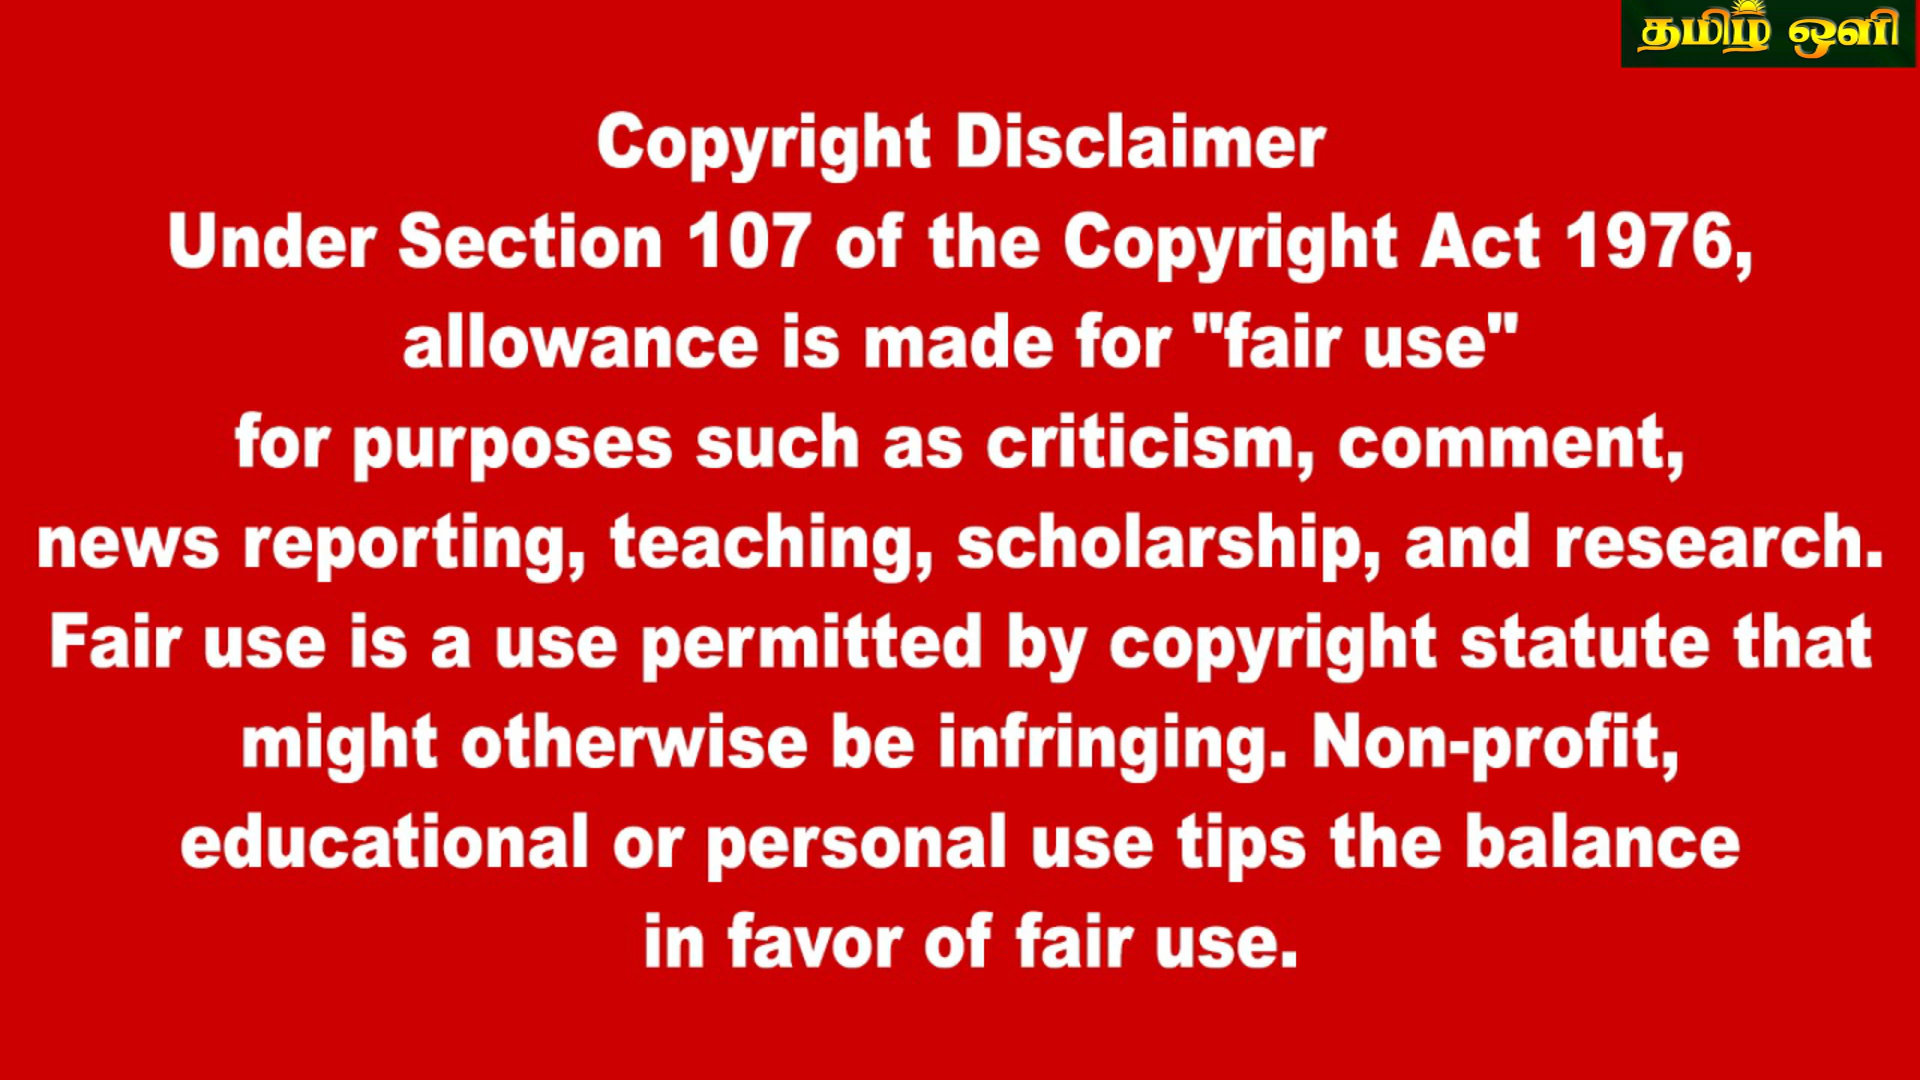 தமிழ் ஒளி
Copyright Disclaimer
Under Section 107 of the Copyright Act 1976,
allowance is made for "fair use"
for purposes such as criticism, comment,
news reporting, teaching, scholarship, and research.
Fair use is a use permitted by copyright statute that
might otherwise be infringing. Non-profit,
educational or personal use tips the balance
in favor of fair use.